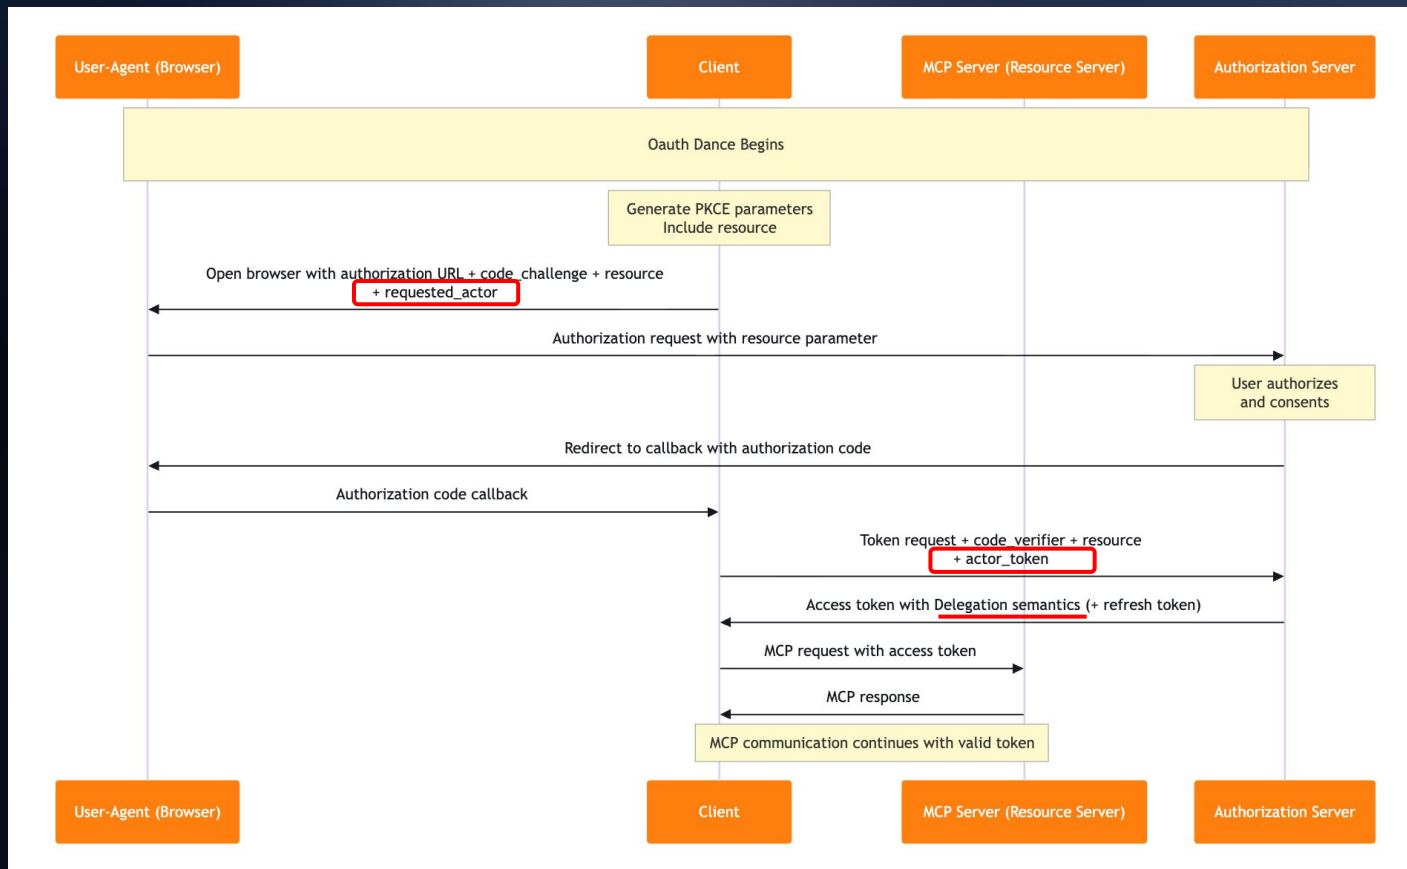 User-Agent (Browser)
Client
MCP Server (Resource Server)
Authorization Server
Oauth Dance Begins
Generate PKCE parameters
Include resource
Open browser with authorization URL + code_challenge + resource
+ requested_actor
Authorization request with resource parameter
User authorizes
and consents
Redirect to callback with authorization code
Authorization code callback
Token request + code_verifier + resource
+ actor_token
Access token with Delegation semantics (+ refresh token)
MCP request with access token
MCP response
MCP communication continues with valid token
User-Agent (Browser)
Client
MCP Server (Resource Server)
Authorization Server